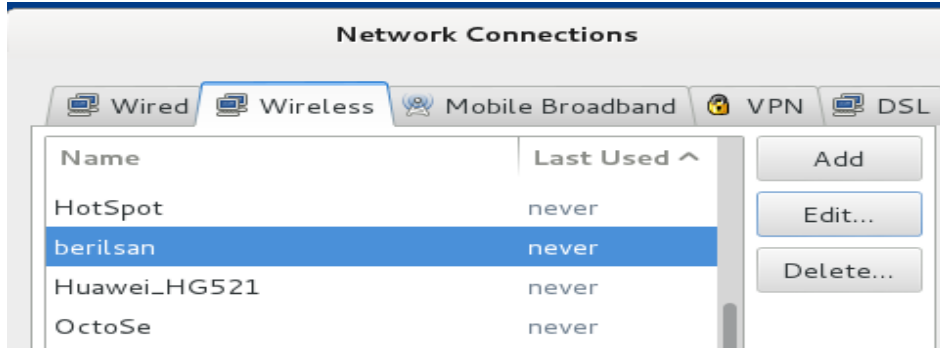 Network Connections
Wired Wireless Mobile Broadband VPN DSL
Name Last Used Add
HotSpot never Edit...
berilsan never
Huawei_HG521 never Delete...
OctoSe never